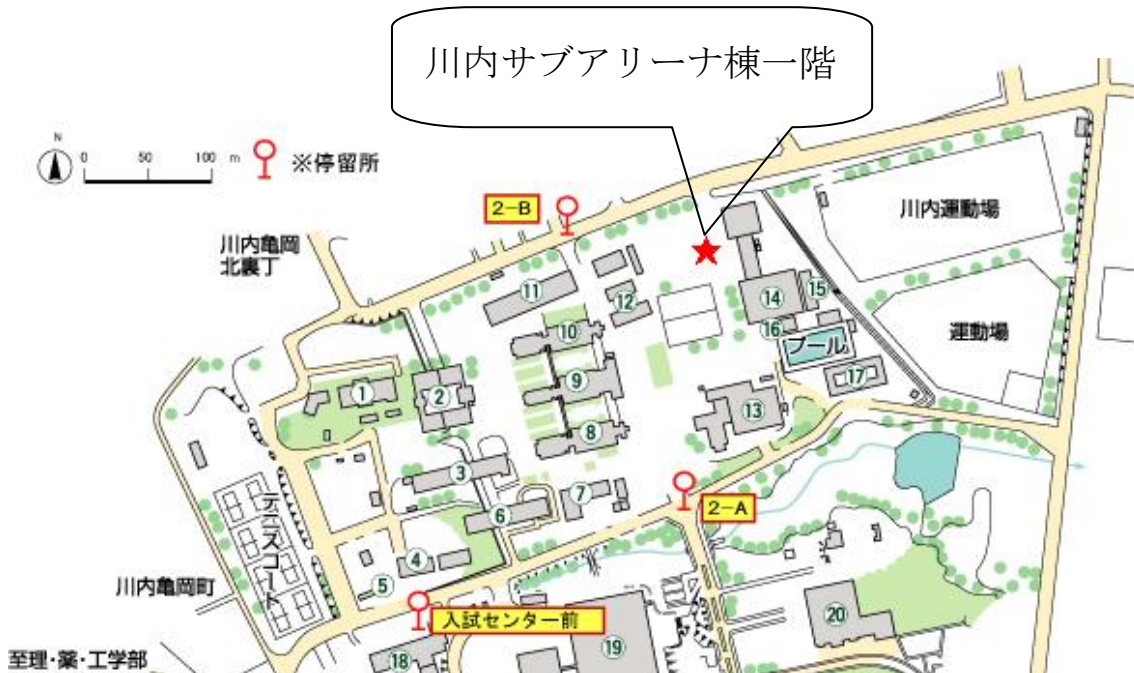 川内サブアリーナ棟一階
N
0 50 100 m
※停留所
2-B
川内亀岡
北裏丁
川内運動場
運動場
⑪
⑫
⑭
⑮
⑯
プール
⑩
⑨
⑧
①
②
⑰
⑬
③
⑦
⑥
2-A
テニスコート
④
⑤
川内亀岡町
入試センター前
⑳
⑲
⑱
至理・薬・工学部